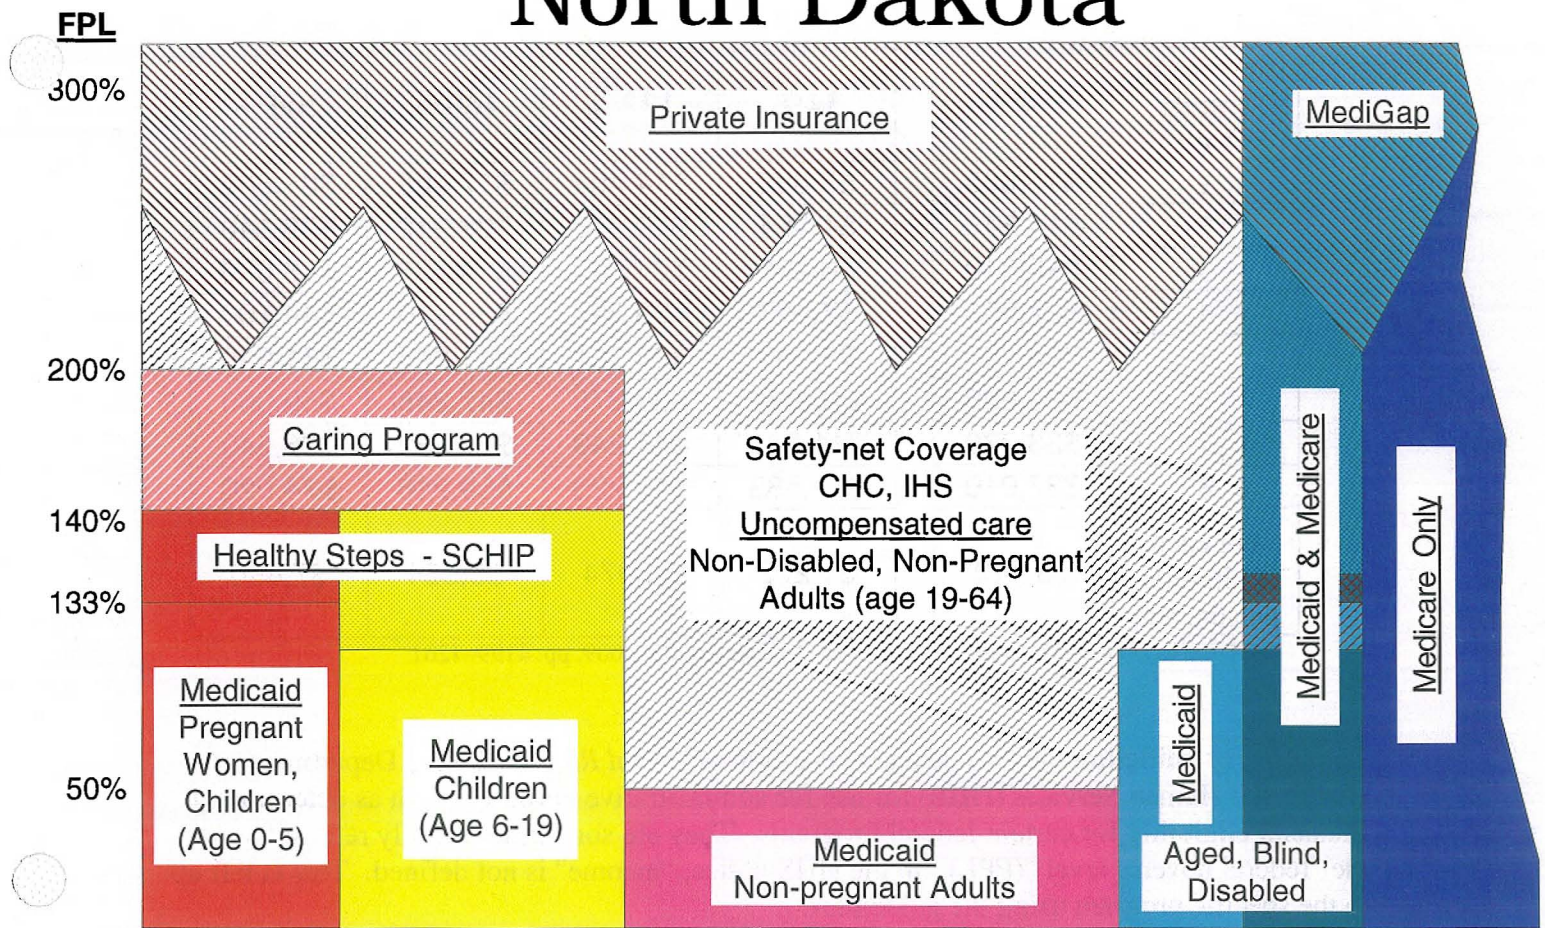 North Dakota
FPL
300%
Private Insurance
MediGap
200%
Caring Program
140%
Healthy Steps - SCHIP
133%
Safety-net Coverage
CHC, IHS
Uncompensated care
Non-Disabled, Non-Pregnant
Adults (age 19-64)
Medicaid & Medicare
Medicare Only
Medicaid
Pregnant
Women,
Children
(Age 0-5)
Medicaid
Children
(Age 6-19)
50%
Medicaid
Non-pregnant Adults
Medicaid
Aged, Blind,
Disabled